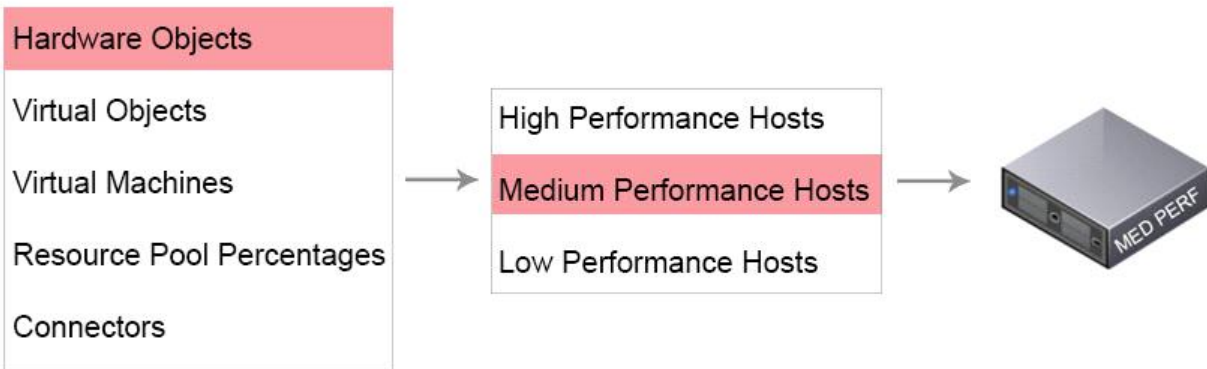 Hardware Objects
Virtual Objects
Virtual Machines
Resource Pool Percentages
Connectors
High Performance Hosts
Medium Performance Hosts
Low Performance Hosts
MED PERF